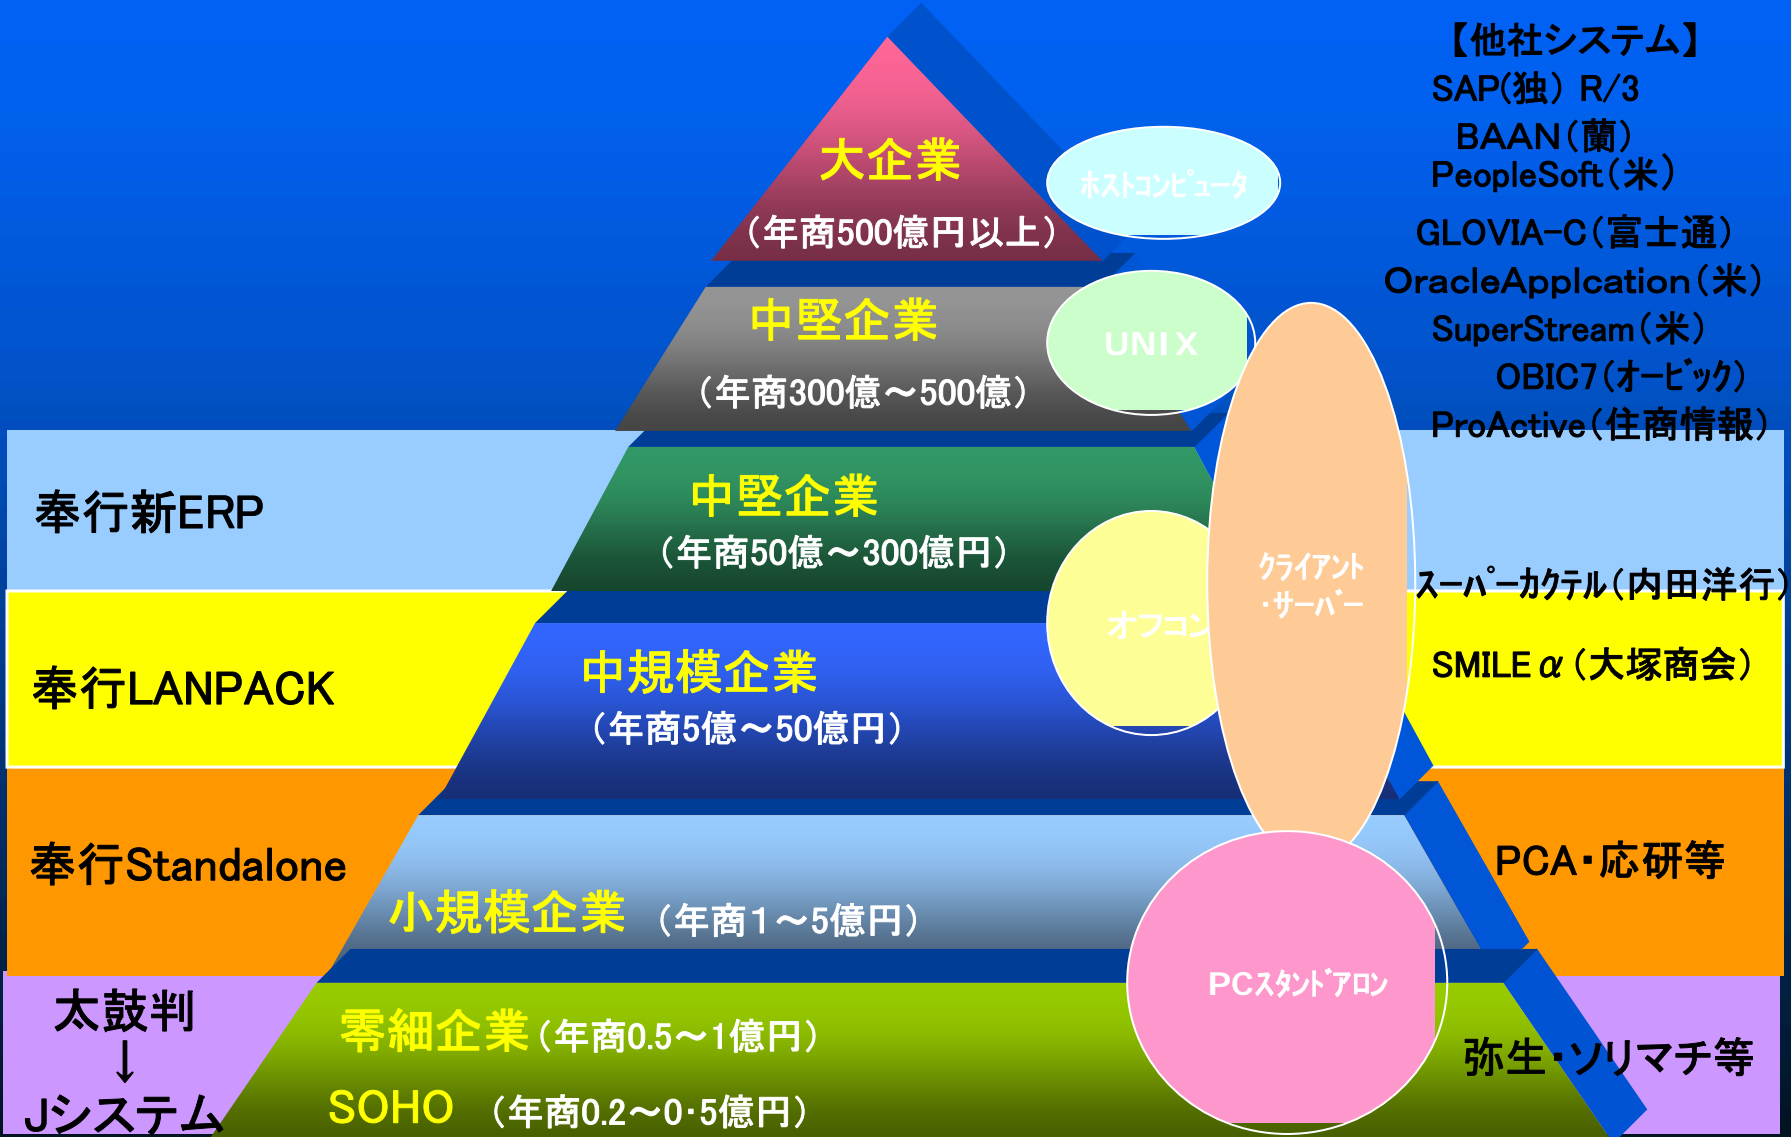 【他社システム】
SAP(独） R/3
BAAN（蘭）
PeopleSoft（米）
GLOVIA-C（富士通）
OracleApplcation（米）
SuperStream（米）
OBIC7（ｵｰﾋﾞｯｸ）
ProActive（住商情報）
大企業
（年商500億円以上）
ﾎｽﾄｺﾝﾋﾟｭｰﾀ
中堅企業
（年商300億～500億）
UNIX
奉行新ERP
中堅企業
（年商50億～300億円）
ｸﾗｲｱﾝﾄ
・ｻｰﾊﾞｰ
ｽｰﾊﾟｰｶｸﾃﾙ（内田洋行）
奉行LANPACK
中規模企業
（年商5億～50億円）
オフコン
SMILEα（大塚商会）
奉行Standalone
小規模企業 （年商１～5億円）
PCA・応研等
太鼓判
↓
Jシステム
零細企業（年商0.5～1億円）
SOHO （年商0.2～0・5億円）
PCｽﾀﾝﾄﾞｱﾛﾝ
弥生・ソリマチ等